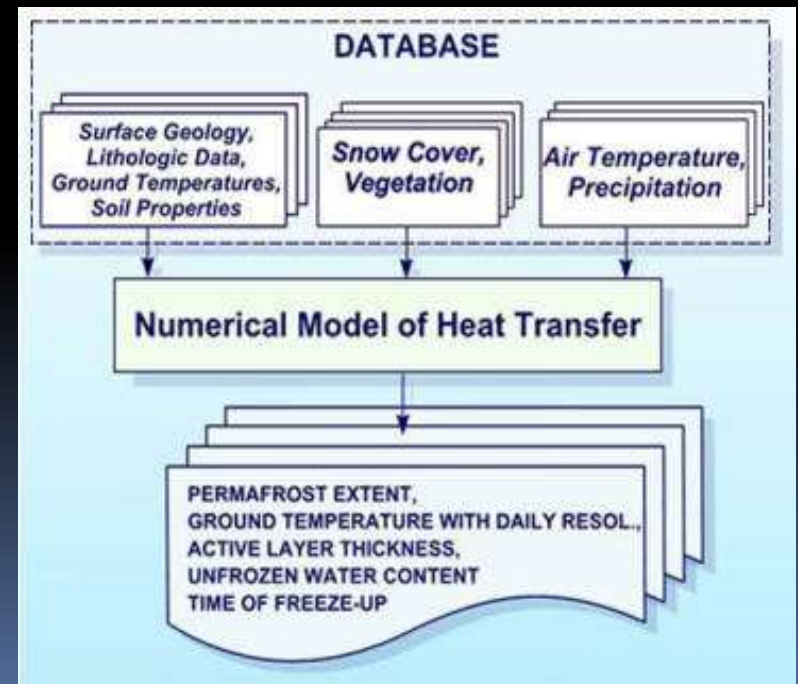 DATABASE
Surface Geology,
Lithologic Data,
Ground Temperatures,
Soil Properties
Snow Cover,
Vegetation
Air Temperature,
Precipitation
Numerical Model of Heat Transfer
PERMAFROST EXTENT,
GROUND TEMPERATURE WITH DAILY RESOL.,
ACTIVE LAYER THICKNESS,
UNFROZEN WATER CONTENT
TIME OF FREEZE-UP